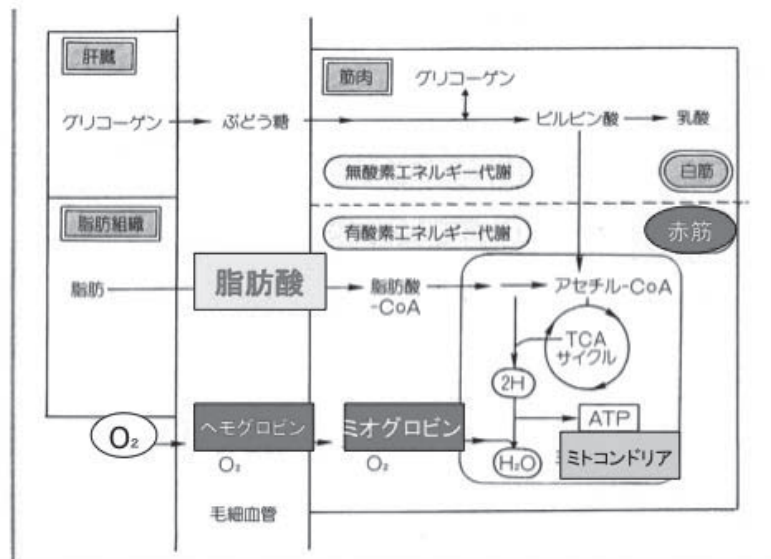 肝臓
筋肉
グリコーゲン
グリコーゲン
ぶどう糖
ピルビン酸
乳酸
無酸素エネルギー代謝
白筋
脂肪組織
有酸素エネルギー代謝
赤筋
脂肪
脂肪酸
脂肪酸
-CoA
アセチル-CoA
TCA
サイクル
2H
ATP
O₂
ヘモグロビン
ミオグロビン
ミトコンドリア
O₂
O₂
H₂O
毛細血管